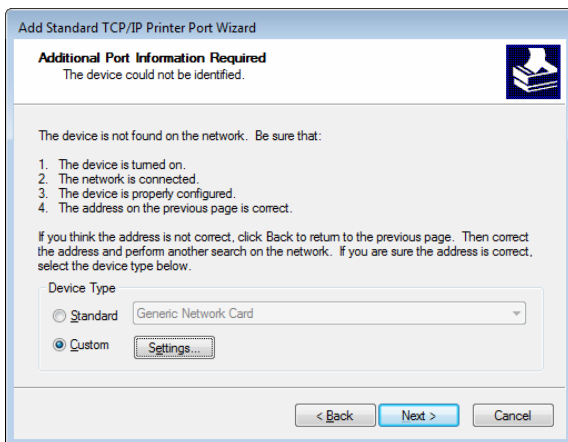 Add Standard TCP/IP Printer Port Wizard
Additional Port Information Required
The device could not be identified.
The device is not found on the network.  Be sure that:
1.  The device is turned on.
2.  The network is connected.
3.  The device is properly configured.
4.  The address on the previous page is correct.
If you think the address is not correct, click Back to return to the previous page.  Then correct
the address and perform another search on the network.  If you are sure the address is correct,
select the device type below.
Device Type
Standard
Generic Network Card
Custom
Settings...
< Back
Next >
Cancel